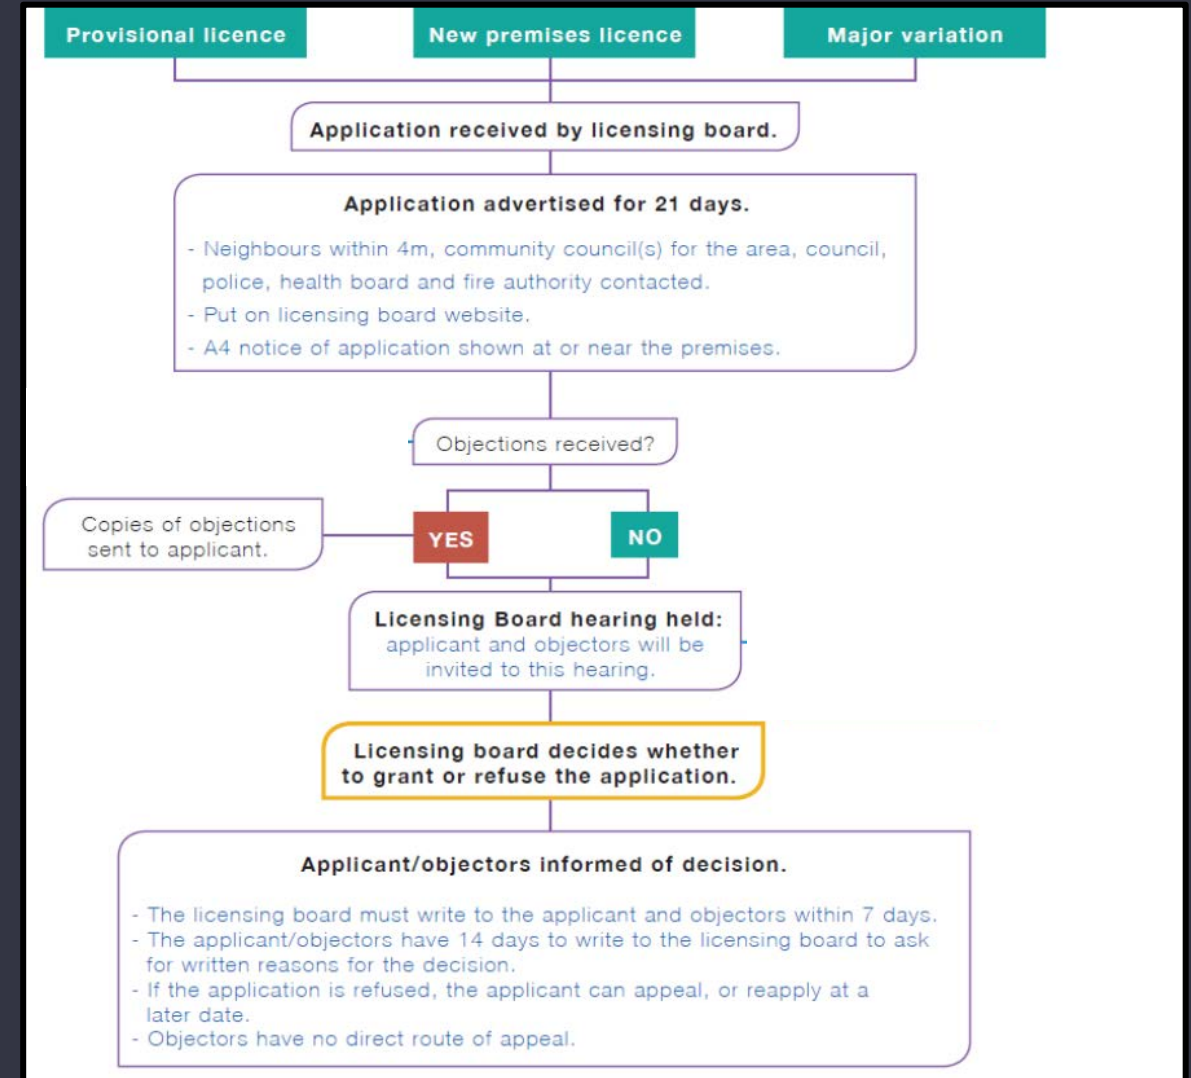 Provisional licence
New premises licence
Major variation
Application received by licensing board.
Application advertised for 21 days.
- Neighbours within 4m, community council(s) for the area, council,
police, health board and fire authority contacted.
- Put on licensing board website.
- A4 notice of application shown at or near the premises.
Objections received?
Copies of objections
sent to applicant.
YES
NO
Licensing Board hearing held:
applicant and objectors will be
invited to this hearing.
Licensing board decides whether
to grant or refuse the application.
Applicant/objectors informed of decision.
- The licensing board must write to the applicant and objectors within 7 days.
- The applicant/objectors have 14 days to write to the licensing board to ask
for written reasons for the decision.
- If the application is refused, the applicant can appeal, or reapply at a
later date.
- Objectors have no direct route of appeal.